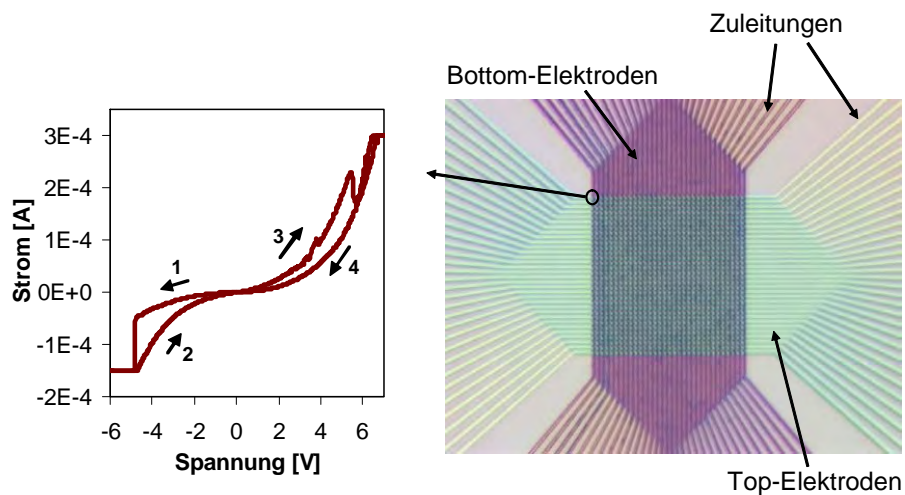 Zuleitungen
Bottom-Elektroden
3E-4
2E-4
1E-4
0E+0
-1E-4
-2E-4
Strom [A]
1
2
3
4
-6 -4 -2 0 2 4 6
Spannung [V]
Top-Elektroden